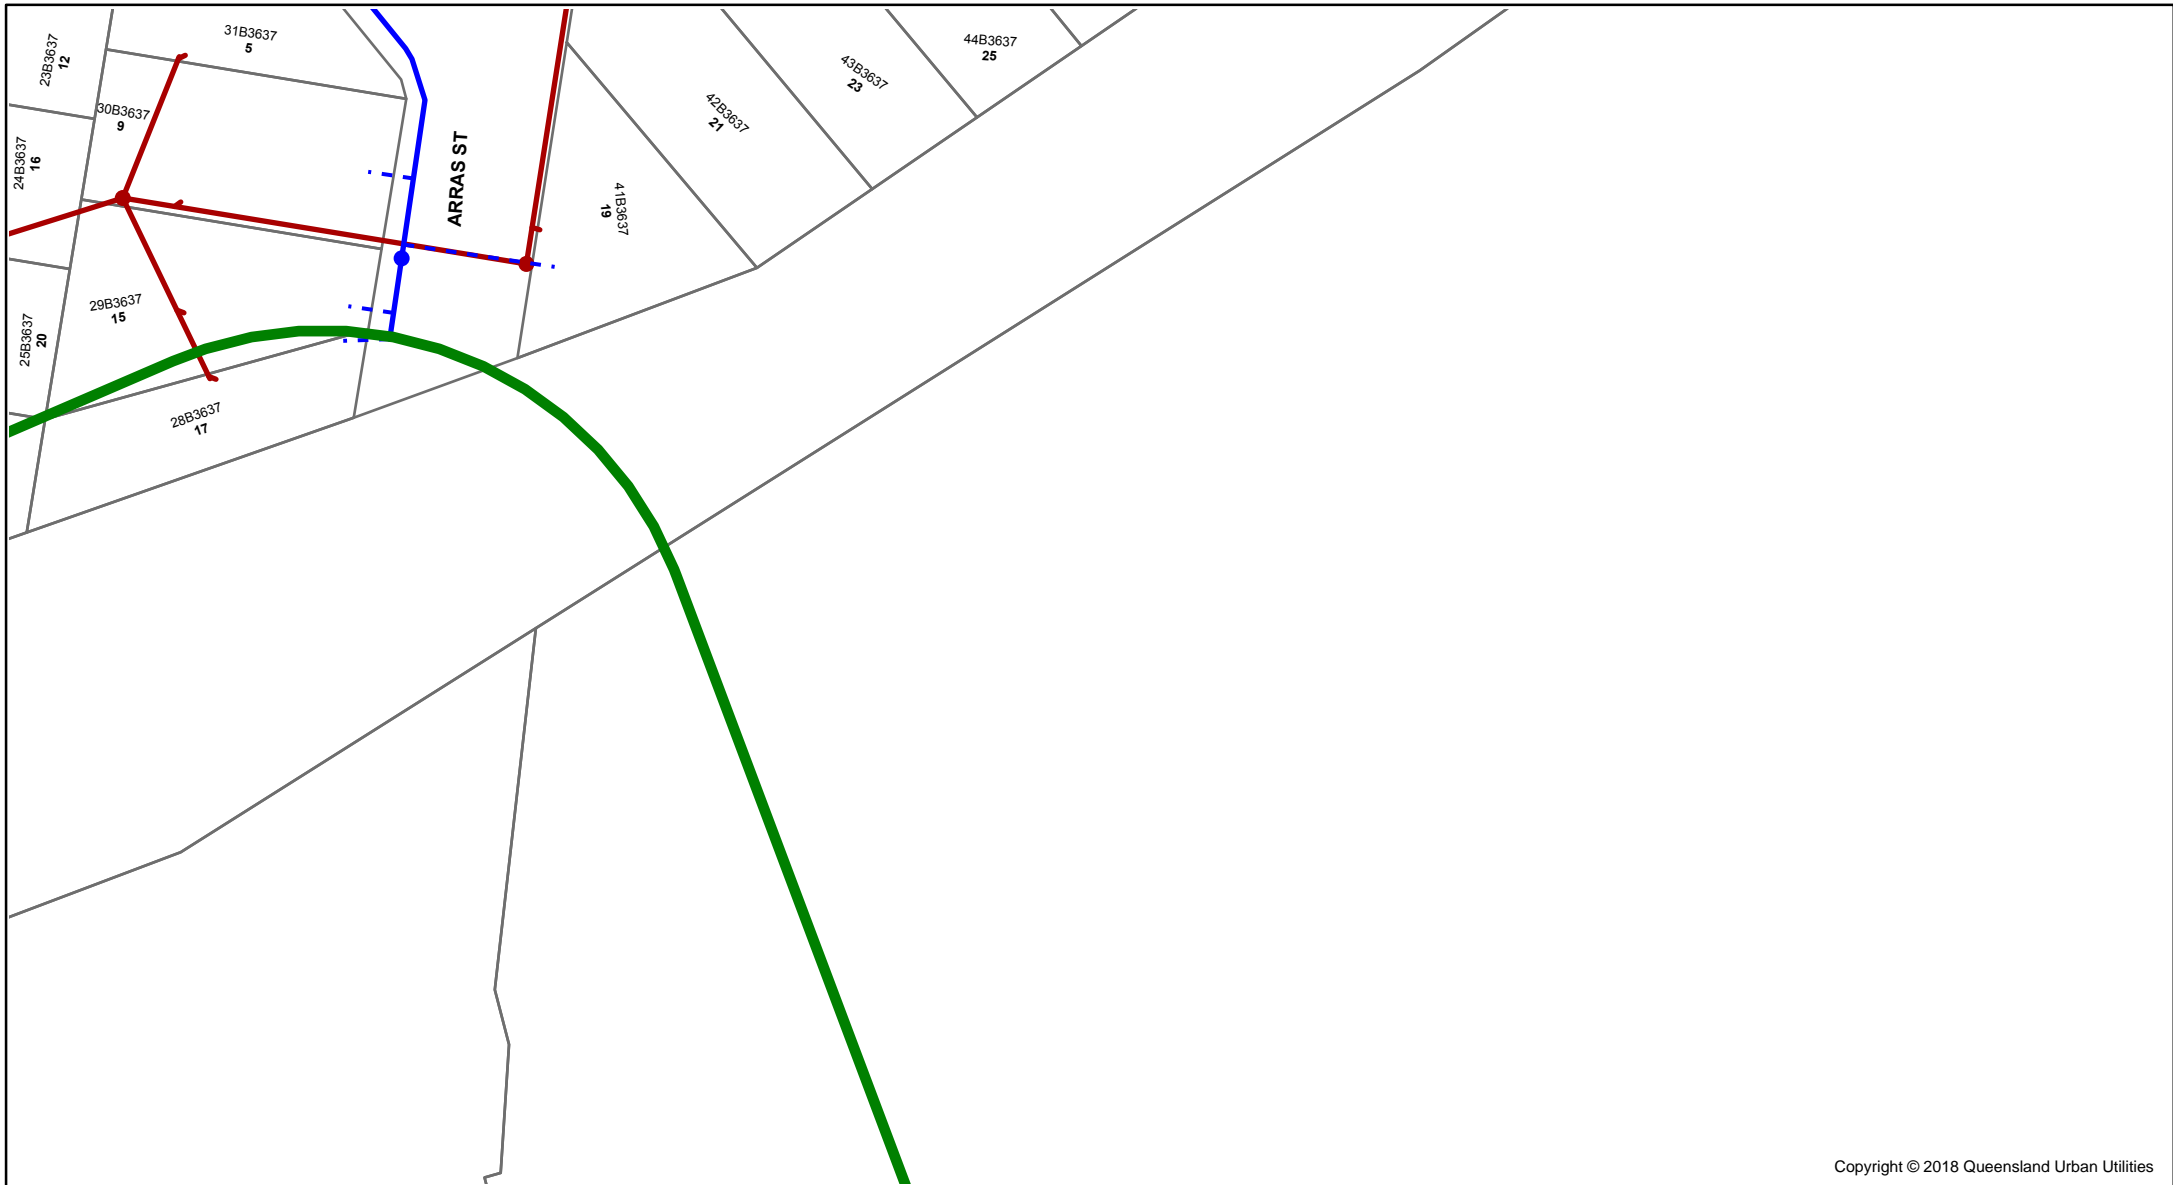 31B3637
5
23B3637
12
30B3637
9
24B3637
16
29B3637
15
25B3637
20
28B3637
17
ARRAS ST
41B3637
19
42B3637
21
43B3637
23
44B3637
25
Copyright © 2018 Queensland Urban Utilities